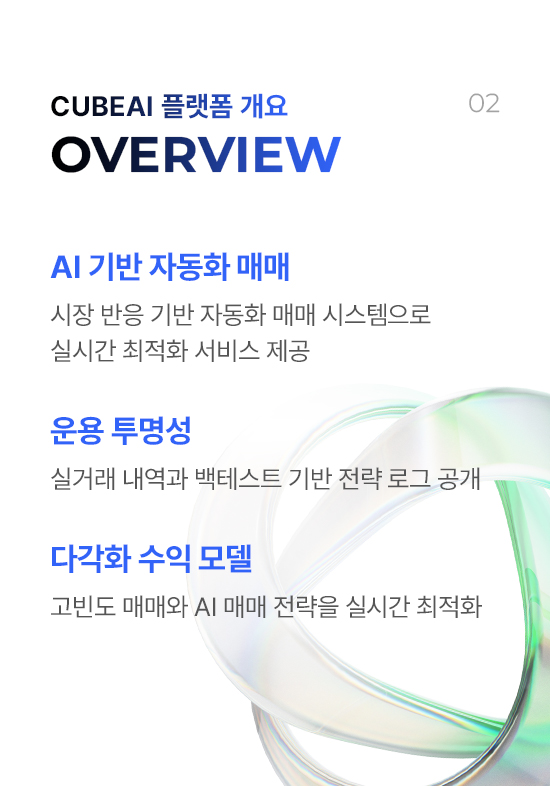 CUBEAI 플랫폼 개요
02
OVERVIEW
AI 기반 자동화 매매
시장 반응 기반 자동화 매매 시스템으로
실시간 최적화 서비스 제공
운용 투명성
실거래 내역과 백테스트 기반 전략 로그 공개
다각화 수익 모델
고빈도 매매와 AI 매매 전략을 실시간 최적화